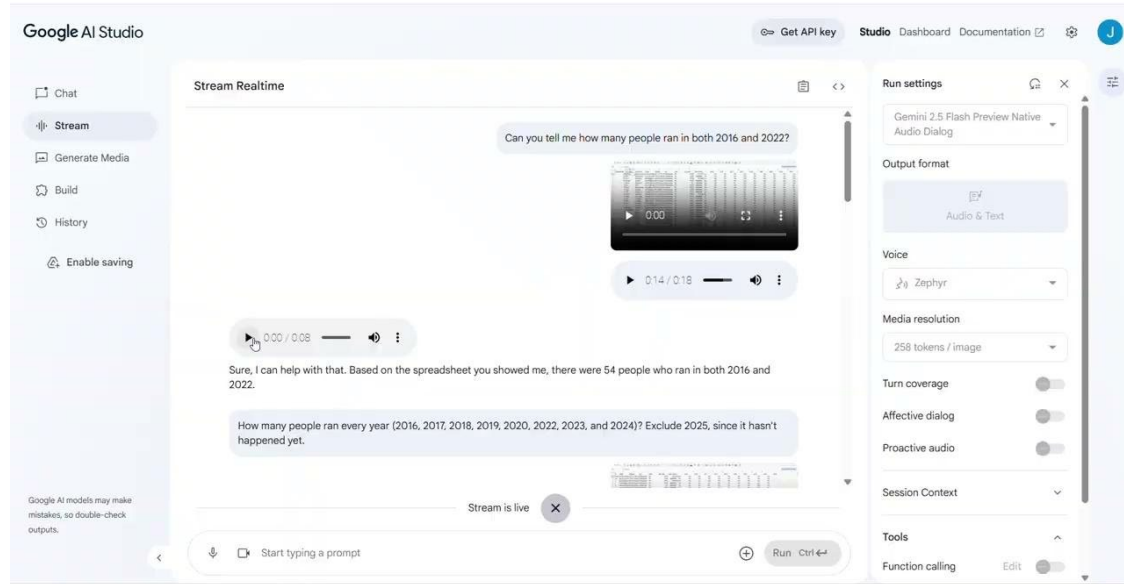 Google AI Studio
Get API key
Studio
Dashboard
Documentation
J
Chat
Stream
Generate Media
Build
History
Enable saving
Google AI models may make
mistakes, so double-check
outputs.
Stream Realtime
Can you tell me how many people ran in both 2016 and 2022?
0:00
0:14 / 0:18
0:00 / 0:08
Sure, I can help with that. Based on the spreadsheet you showed me, there were 54 people who ran in both 2016 and
2022.
How many people ran every year (2016, 2017, 2018, 2019, 2020, 2022, 2023, and 2024)? Exclude 2025, since it hasn't
happened yet.
Stream is live
Start typing a prompt
Run Ctrl
Run settings
Gemini 2.5 Flash Preview Native
Audio Dialog
Output format
Audio & Text
Voice
Zephyr
Media resolution
258 tokens / image
Turn coverage
Affective dialog
Proactive audio
Session Context
Tools
Function calling
Edit